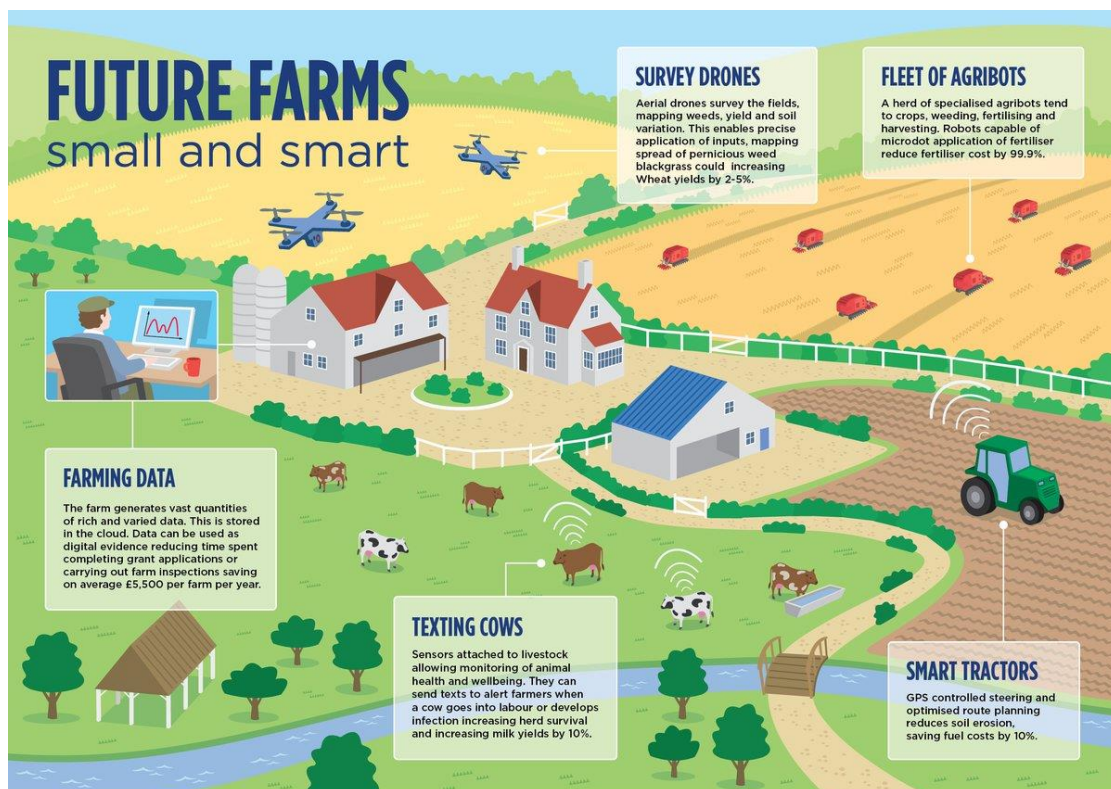 FUTURE FARMS
small and smart
SURVEY DRONES
Aerial drones survey the fields,
mapping weeds, yield and soil
variation. This enables precise
application of inputs, mapping
spread of pernicious weed
blackgrass could  increasing
Wheat yields by 2-5%.
FLEET OF AGRIBOTS
A herd of specialised agribots tend
to crops, weeding, fertilising and
harvesting. Robots capable of
microdot application of fertiliser
reduce fertiliser cost by 99.9%.
FARMING DATA
The farm generates vast quantities
of rich and varied data. This is stored
in the cloud. Data can be used as
digital evidence reducing time spent
completing grant applications or
carrying out farm inspections saving
on average £5,500 per farm per year.
TEXTING COWS
Sensors attached to livestock
allowing monitoring of animal
health and wellbeing. They can
send texts to alert farmers when
a cow goes into labour or develops
infection increasing herd survival
and increasing milk yields by 10%.
SMART TRACTORS
GPS controlled steering and
optimised route planning
reduces soil erosion,
saving fuel costs by 10%.